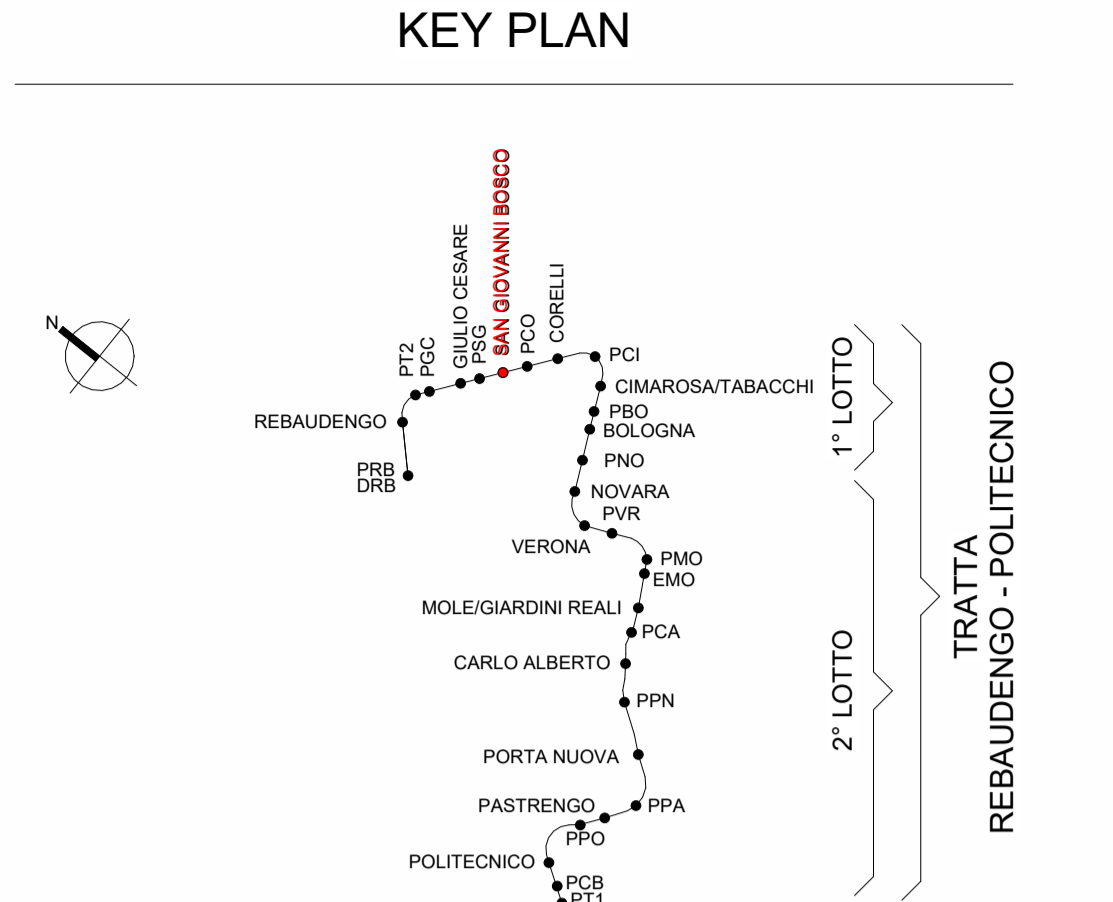 KEY PLAN
N
PT2
PGC
GIULIO CESARE
PSG
SAN GIOVANNI BOSCO
PCO
CORELLI
PCI
CIMAROSA/TABACCHI
REBAUDENGO
PBO
BOLOGNA
PRB
DRB
PNO
NOVARA
PVR
VERONA
PMO
EMO
MOLE/GIARDINI REALI
PCA
CARLO ALBERTO
PPN
PORTA NUOVA
PASTRENGO
PPA
PPO
POLITECNICO
PCB
PT1
1° LOTTO
2° LOTTO
TRATTA
REBAUDENGO - POLITECNICO